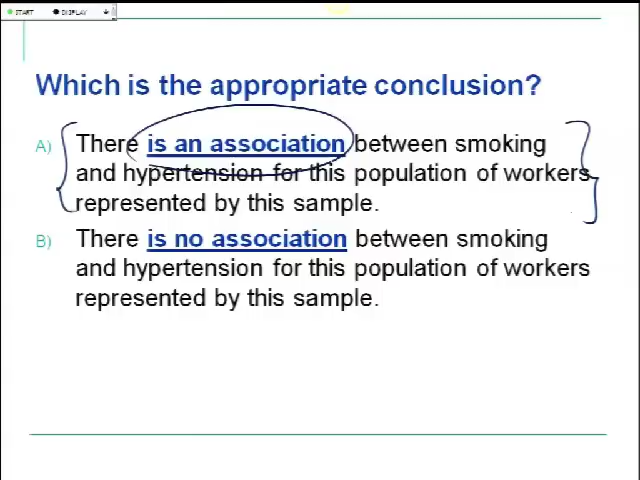 START DISPLAY
Which is the appropriate conclusion?
A) There is an association between smoking
and hypertension for this population of workers
represented by this sample.
B) There is no association between smoking
and hypertension for this population of workers
represented by this sample.